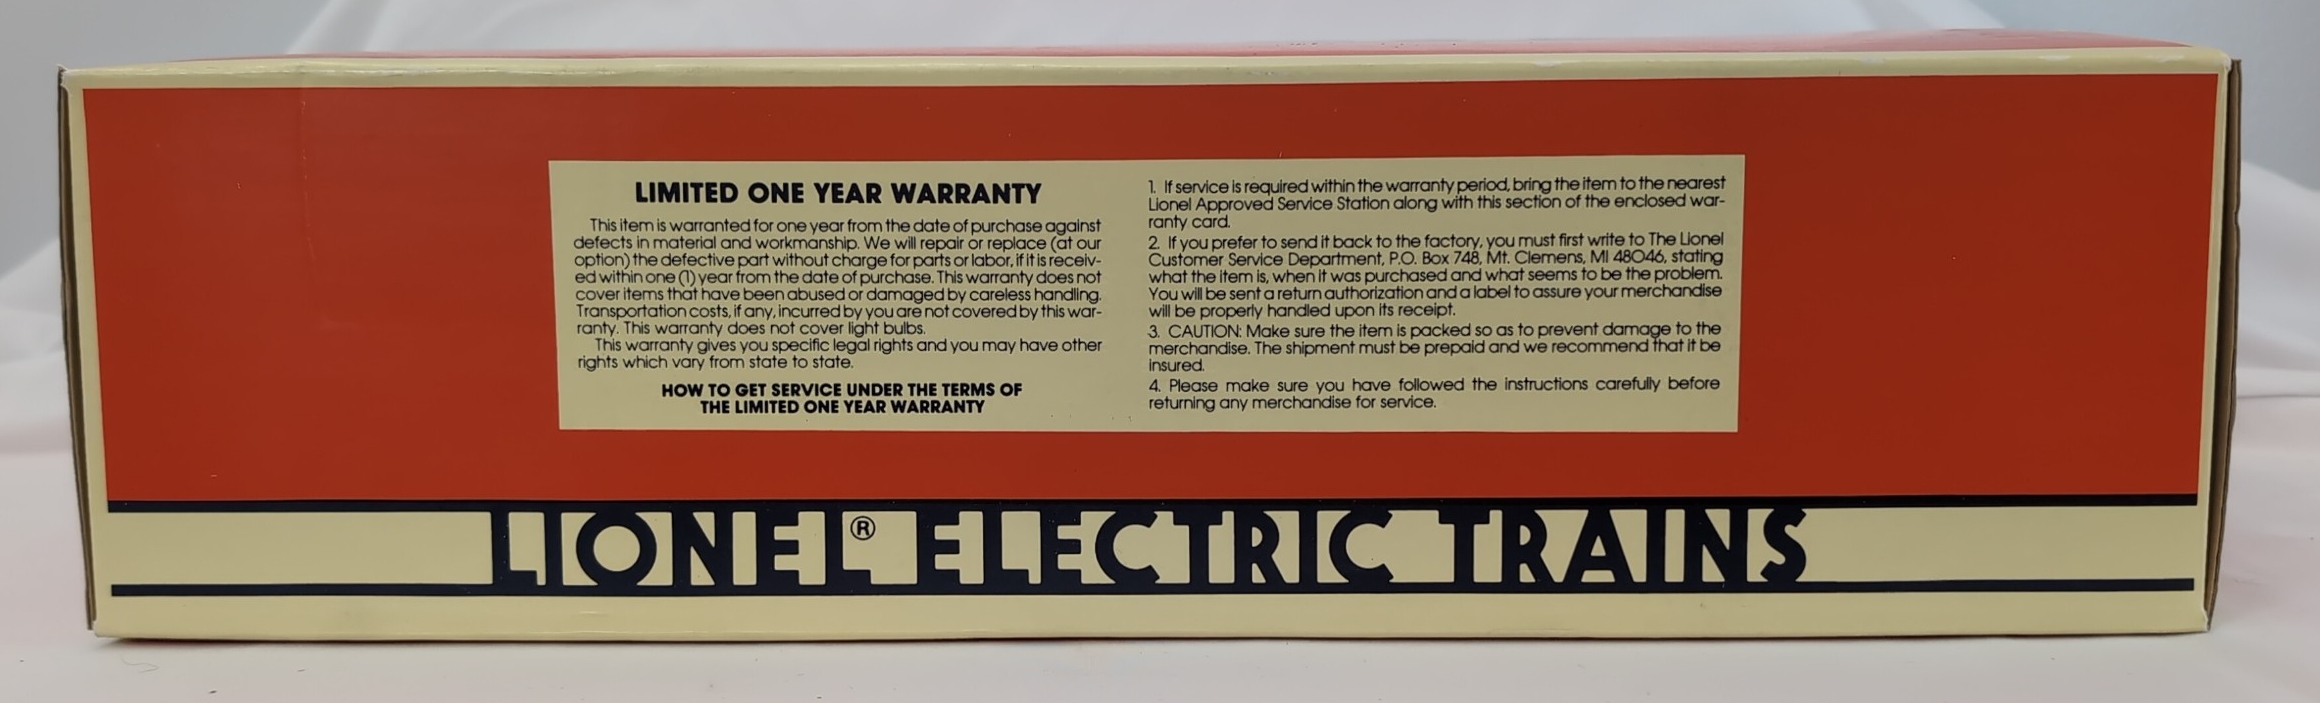 LIMITED ONE YEAR WARRANTY
This item is warranted for one year from the date of purchase against
defects in material and workmanship. We will repair or replace (at our
option) the defective part without charge for parts or labor, if it is receiv-
ed within one (1) year from the date of purchase. This warranty does not
cover items that have been abused or damaged by careless handling.
Transportation costs, if any, incurred by you are not covered by this war-
ranty. This warranty does not cover light bulbs.
This warranty gives you specific legal rights and you may have other
rights which vary from state to state.
HOW TO GET SERVICE UNDER THE TERMS OF
THE LIMITED ONE YEAR WARRANTY
1. If service is required within the warranty period, bring the item to the nearest
Lionel Approved Service Station along with this section of the enclosed war-
ranty card.
2. If you prefer to send it back to the factory, you must first write to The Lionel
Customer Service Department, P.O. Box 748, Mt. Clemens, MI 48046, stating
what the item is, when it was purchased and what seems to be the problem.
You will be sent a return authorization and a label to assure your merchandise
will be properly handled upon its receipt.
3. CAUTION: Make sure the item is packed so as to prevent damage to the
merchandise. The shipment must be prepaid and we recommend that it be
insured.
4. Please make sure you have followed the instructions carefully before
returning any merchandise for service.
LIONEL® ELECTRIC TRAINS